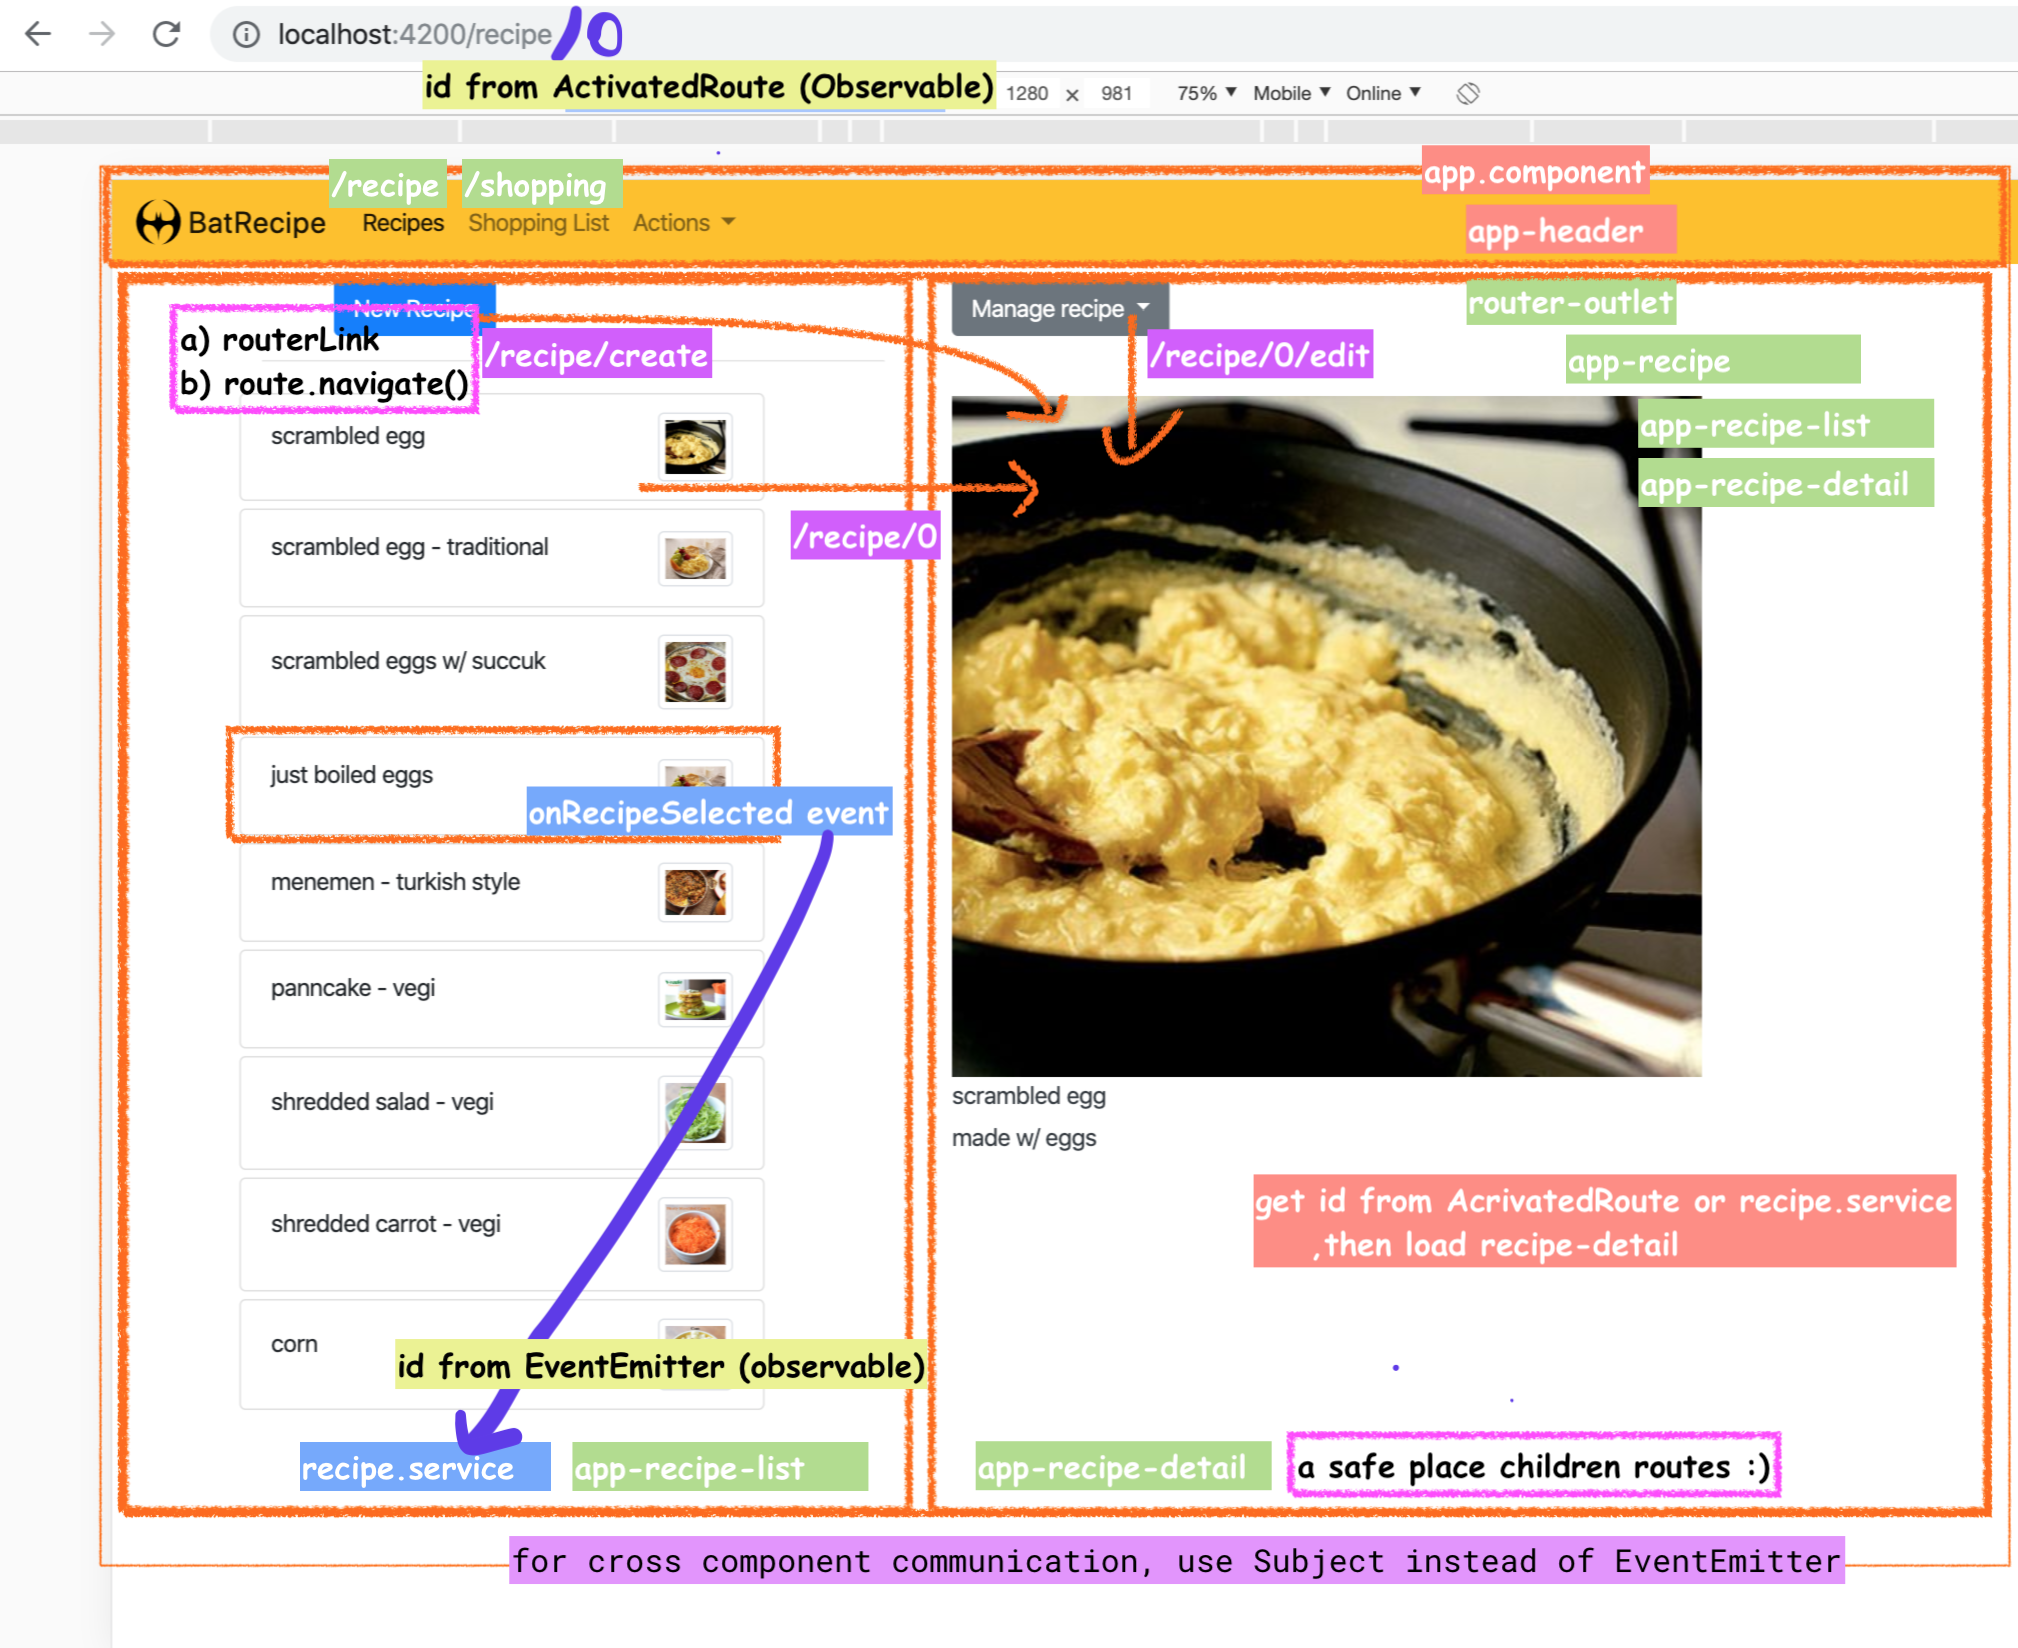 localhost:4200/recipe/0
id from ActivatedRoute (Observable)
1280 × 981 75% Mobile Online
/recipe /shopping
app.component
BatRecipe Recipes Shopping List Actions
app-header
New Recipe
Manage recipe
router-outlet
a) routerLink
b) route.navigate()
/recipe/create
/recipe/0/edit
app-recipe
app-recipe-list
app-recipe-detail
scrambled egg
/recipe/0
scrambled egg - traditional
scrambled eggs w/ succuk
just boiled eggs
onRecipeSelected event
menemen - turkish style
panncake - vegi
shredded salad - vegi
shredded carrot - vegi
corn
id from EventEmitter (observable)
recipe.service
app-recipe-list
scrambled egg
made w/ eggs
get id from AcrivatedRoute or recipe.service
,then load recipe-detail
app-recipe-detail
a safe place children routes :)
for cross component communication, use Subject instead of EventEmitter